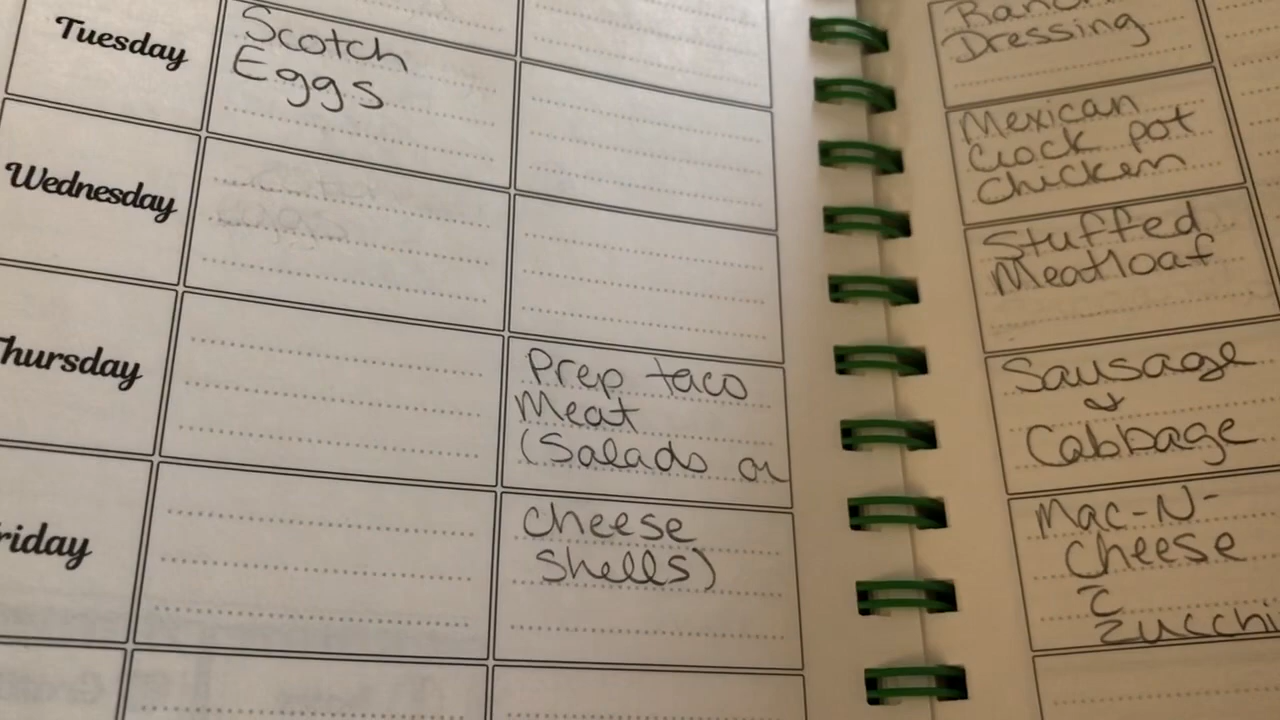 Tuesday
Scotch
Eggs
Wednesday
Thursday
Prep taco
Meat
(Salads or
Friday
Cheese
Shells)
Dressing
Mexican
Crock pot
Chicken
Stuffed
Meatloaf
Sausage
&
Cabbage
Mac-N-
Cheese
c̄
Zucchi